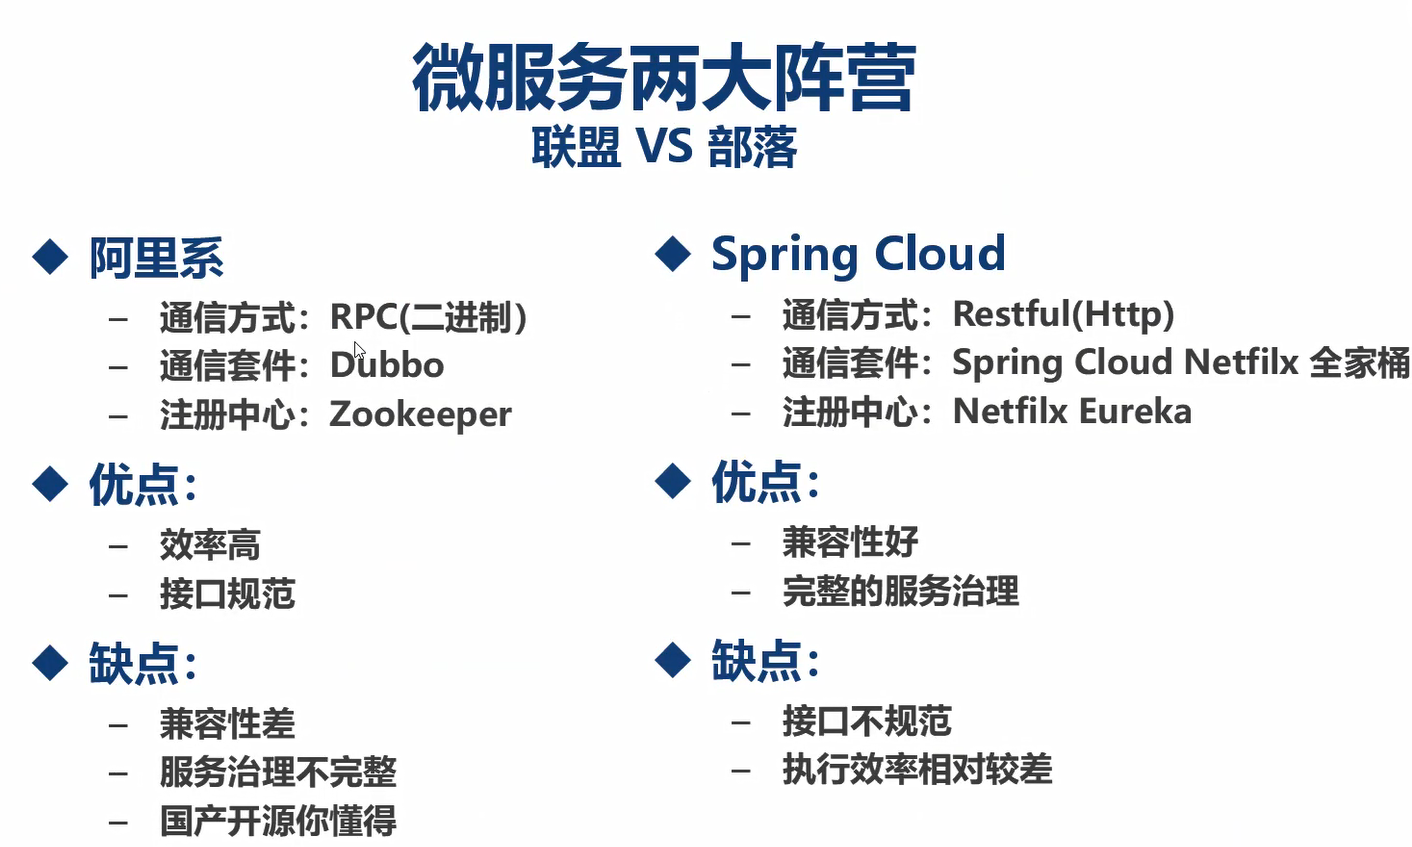 微服务两大阵营
联盟 VS 部落
◆ 阿里系
– 通信方式：RPC(二进制）
– 通信套件：Dubbo
– 注册中心：Zookeeper
◆ 优点：
– 效率高
– 接口规范
◆ 缺点：
– 兼容性差
– 服务治理不完整
– 国产开源你懂得
◆ Spring Cloud
– 通信方式：Restful(Http)
– 通信套件：Spring Cloud Netfilx 全家桶
– 注册中心：Netfilx Eureka
◆ 优点：
– 兼容性好
– 完整的服务治理
◆ 缺点：
– 接口不规范
– 执行效率相对较差